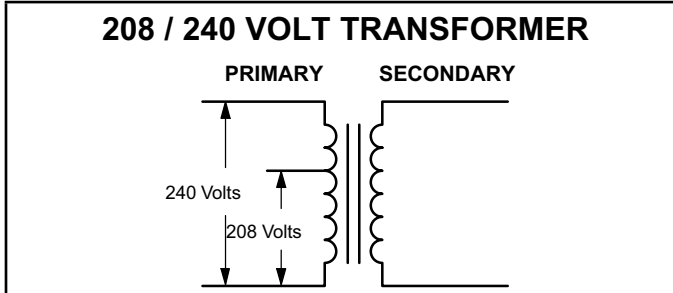 208 / 240 VOLT TRANSFORMER
PRIMARY SECONDARY
240 Volts
208 Volts